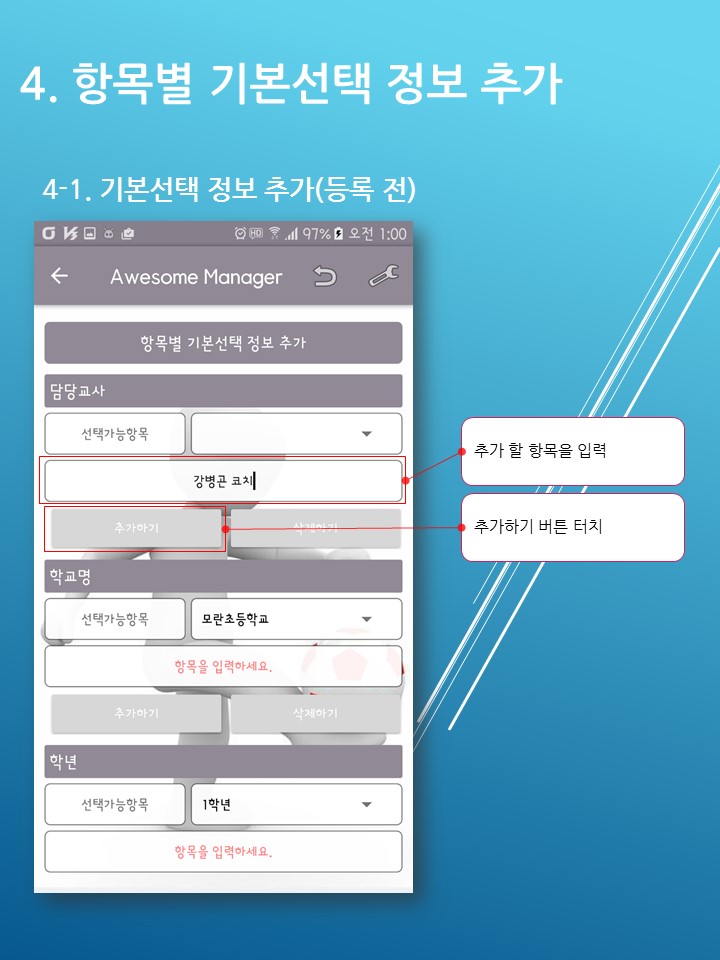 4. 항목별 기본선택 정보 추가
4-1. 기본선택 정보 추가(등록 전)
HD 97% 오전 1:00
Awesome Manager
항목별 기본선택 정보 추가
담당교사
선택가능항목
강병곤 코치
추가하기 삭제하기
추가 할 항목을 입력
추가하기 버튼 터치
학교명
선택가능항목 모란초등학교
항목을 입력하세요.
추가하기 삭제하기
학년
선택가능항목 1학년
항목을 입력하세요.